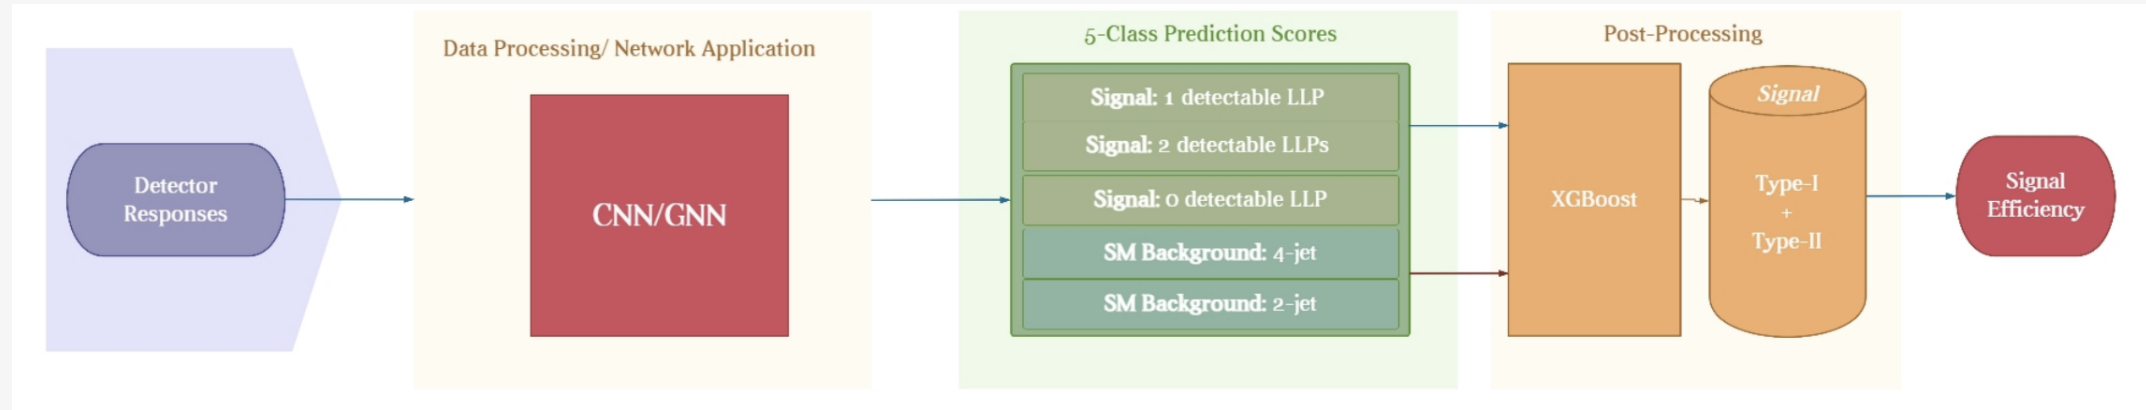 Detector
Responses
Data Processing/ Network Application
CNN/GNN
5-Class Prediction Scores
Signal: 1 detectable LLP
Signal: 2 detectable LLPs
Signal: 0 detectable LLP
SM Background: 4-jet
SM Background: 2-jet
Post-Processing
XGBoost
Signal
Type-I
+
Type-II
Signal
Efficiency